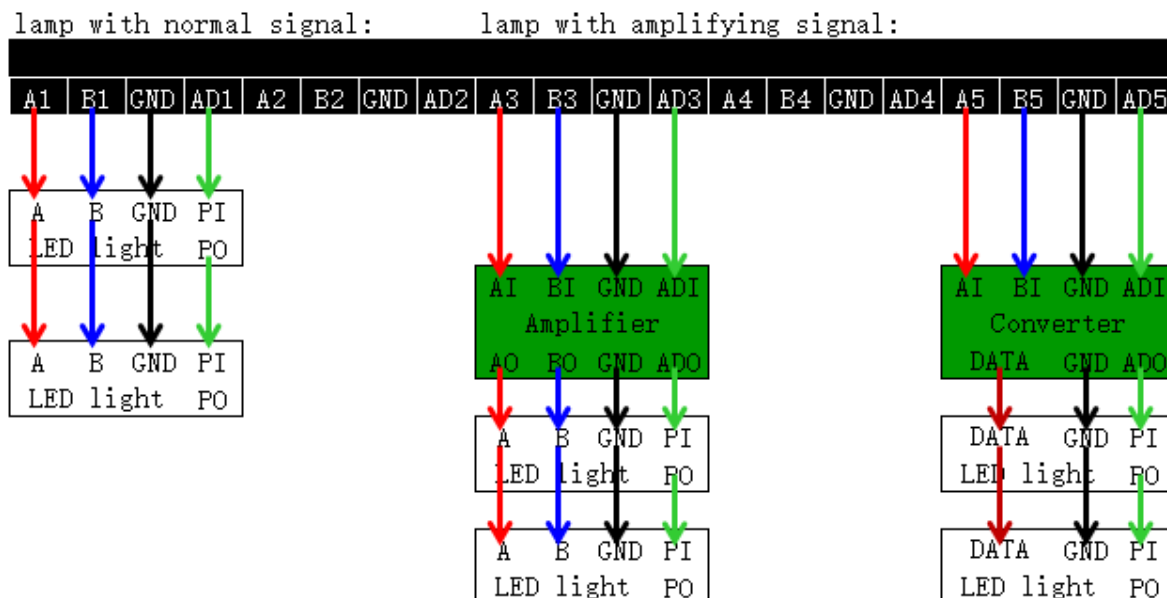 lamp with normal signal: lamp with amplifying signal:
A1 B1 GND AD1 A2 B2 GND AD2 A3 B3 GND AD3 A4 B4 GND AD4 A5 B5 GND AD5
A B GND PI
LED light PO
A B GND PI
LED light PO
AI BI GND ADI
Amplifier
AO BO GND ADO
A B GND PI
LED light PO
A B GND PI
LED light PO
AI BI GND ADI
Converter
DATA GND ADO
DATA GND PI
LED light PO
DATA GND PI
LED light PO